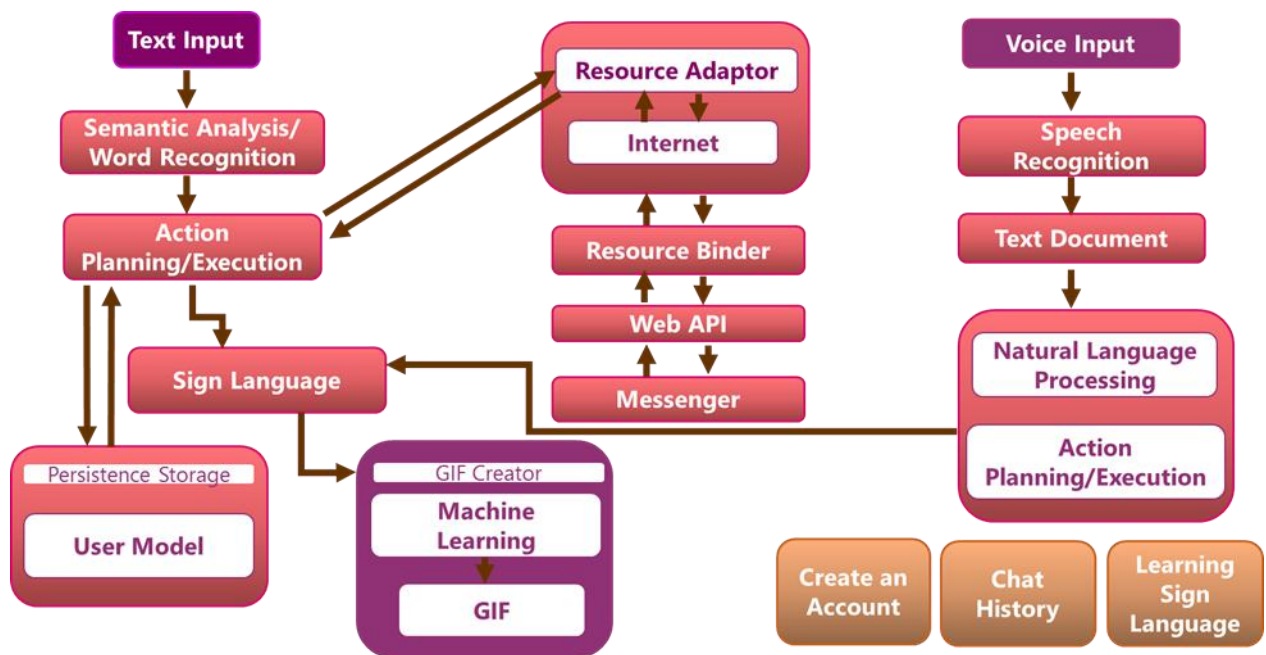 Text Input
Semantic Analysis/
Word Recognition
Action
Planning/Execution
Sign Language
Persistence Storage
User Model
GIF Creator
Machine
Learning
GIF
Resource Adaptor
Internet
Resource Binder
Web API
Messenger
Voice Input
Speech
Recognition
Text Document
Natural Language
Processing
Action
Planning/Execution
Create an
Account
Chat
History
Learning
Sign
Language